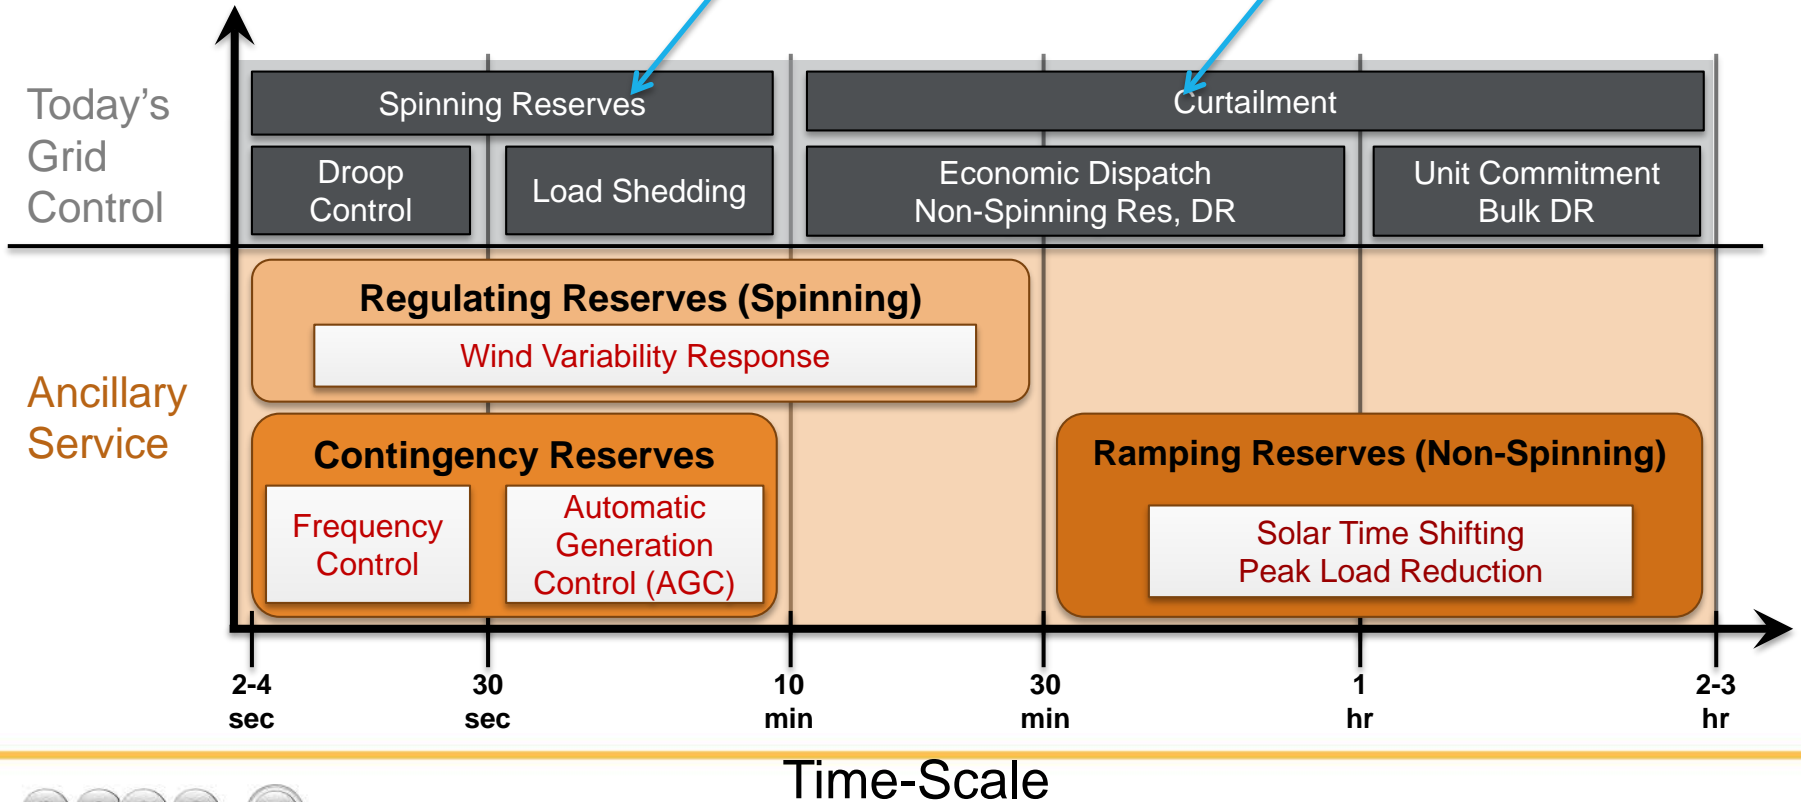 Today's
Grid
Control
Spinning Reserves
Curtailment
Droop
Control
Load Shedding
Economic Dispatch
Non-Spinning Res, DR
Unit Commitment
Bulk DR
Ancillary
Service
Regulating Reserves (Spinning)
Wind Variability Response
Contingency Reserves
Frequency
Control
Automatic
Generation
Control (AGC)
Ramping Reserves (Non-Spinning)
Solar Time Shifting
Peak Load Reduction
2-4
sec
30
sec
10
min
30
min
1
hr
2-3
hr
Time-Scale